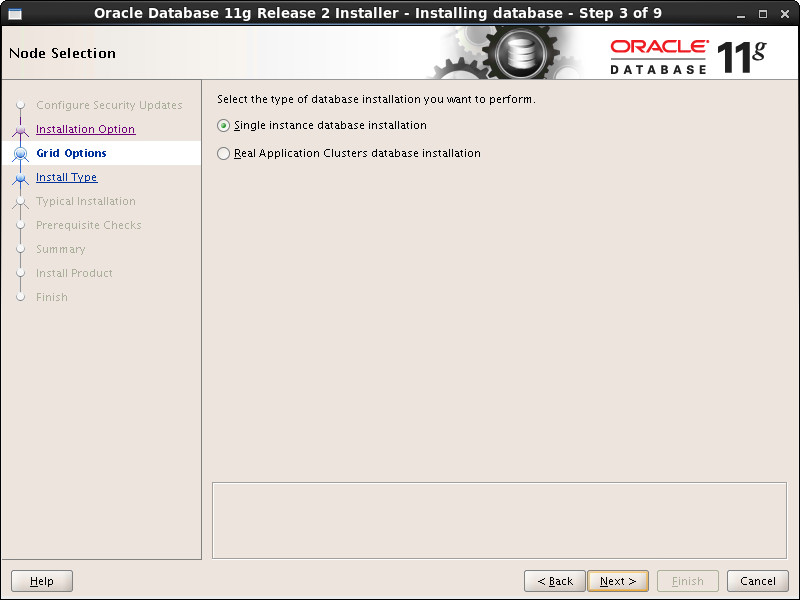 Oracle Database 11g Release 2 Installer - Installing database - Step 3 of 9
Node Selection
ORACLE®
DATABASE 11g
Configure Security Updates
Installation Option
Grid Options
Install Type
Typical Installation
Prerequisite Checks
Summary
Install Product
Finish
Select the type of database installation you want to perform.
Single instance database installation
Real Application Clusters database installation
Help
< Back
Next >
Finish
Cancel